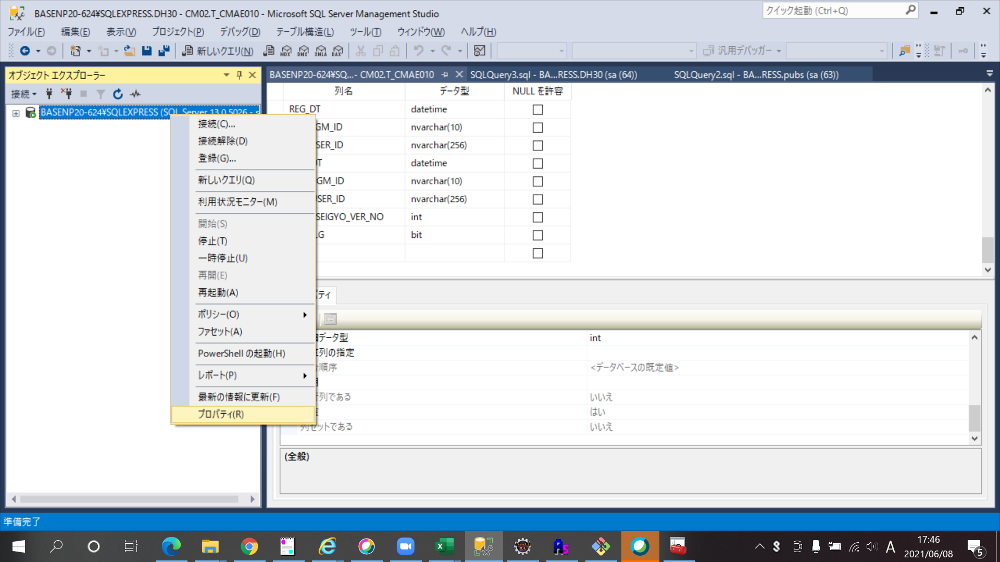 BASENP20-624¥SQLEXPRESS.DH30 - CM02.T_CMAE010 - Microsoft SQL Server Management Studio
クイック起動 (Ctrl+Q)
ファイル(F) 編集(E) 表示(V) プロジェクト(P) デバッグ(D) テーブル構造(L) ツール(T) ウィンドウ(W) ヘルプ(H)
新しいクエリ(N) MDX DMX XMLA DAX 汎用デバッガー
オブジェクト エクスプローラー
BASENP20-624¥SQ...- CM02.T_CMAE010 SQLQuery3.sql - BA...RESS.DH30 (sa (64)) SQLQuery2.sql - BA...RESS.pubs (sa (63))
接続
BASENP20-624¥SQLEXPRESS (SQL Server 13.0.5026 - s
列名 データ型 NULL を許容
REG_DT datetime
GM_ID nvarchar(10)
SER_ID nvarchar(256)
T datetime
GM_ID nvarchar(10)
SER_ID nvarchar(256)
SEIGYO_VER_NO int
G bit
接続(C)...
接続解除(D)
登録(G)...
新しいクエリ(Q)
利用状況モニター(M)
開始(S)
停止(T)
一時停止(U)
再開(E)
再起動(A)
ポリシー(O)
ファセット(A)
PowerShell の起動(H)
レポート(P)
最新の情報に更新(F)
プロパティ(R)
ティ
データ型 int
列の指定
順序 <データベースの既定値>
列である いいえ
はい
列セットである いいえ
(全般)
準備完了
Java EE
IDE
A5
A
17:46
2021/06/08
5